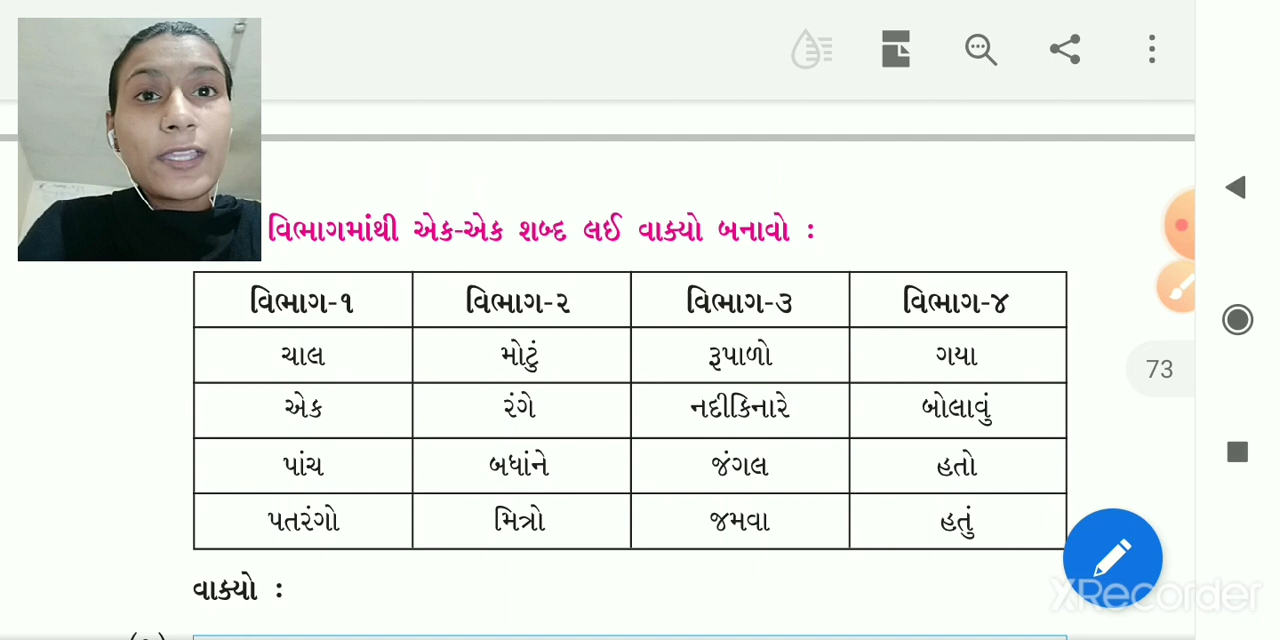 વિભાગમાંથી એક-એક શબ્દ લઈ વાક્યો બનાવો :
વિભાગ-૧ વિભાગ-૨ વિભાગ-૩ વિભાગ-૪
ચાલ મોટું રૂપાળો ગયા
એક રંગે નદીકિનારે બોલાવું
પાંચ બધાંને જંગલ હતો
પતરંગો મિત્રો જમવા હતું
વાક્યો :
73
XRecorder